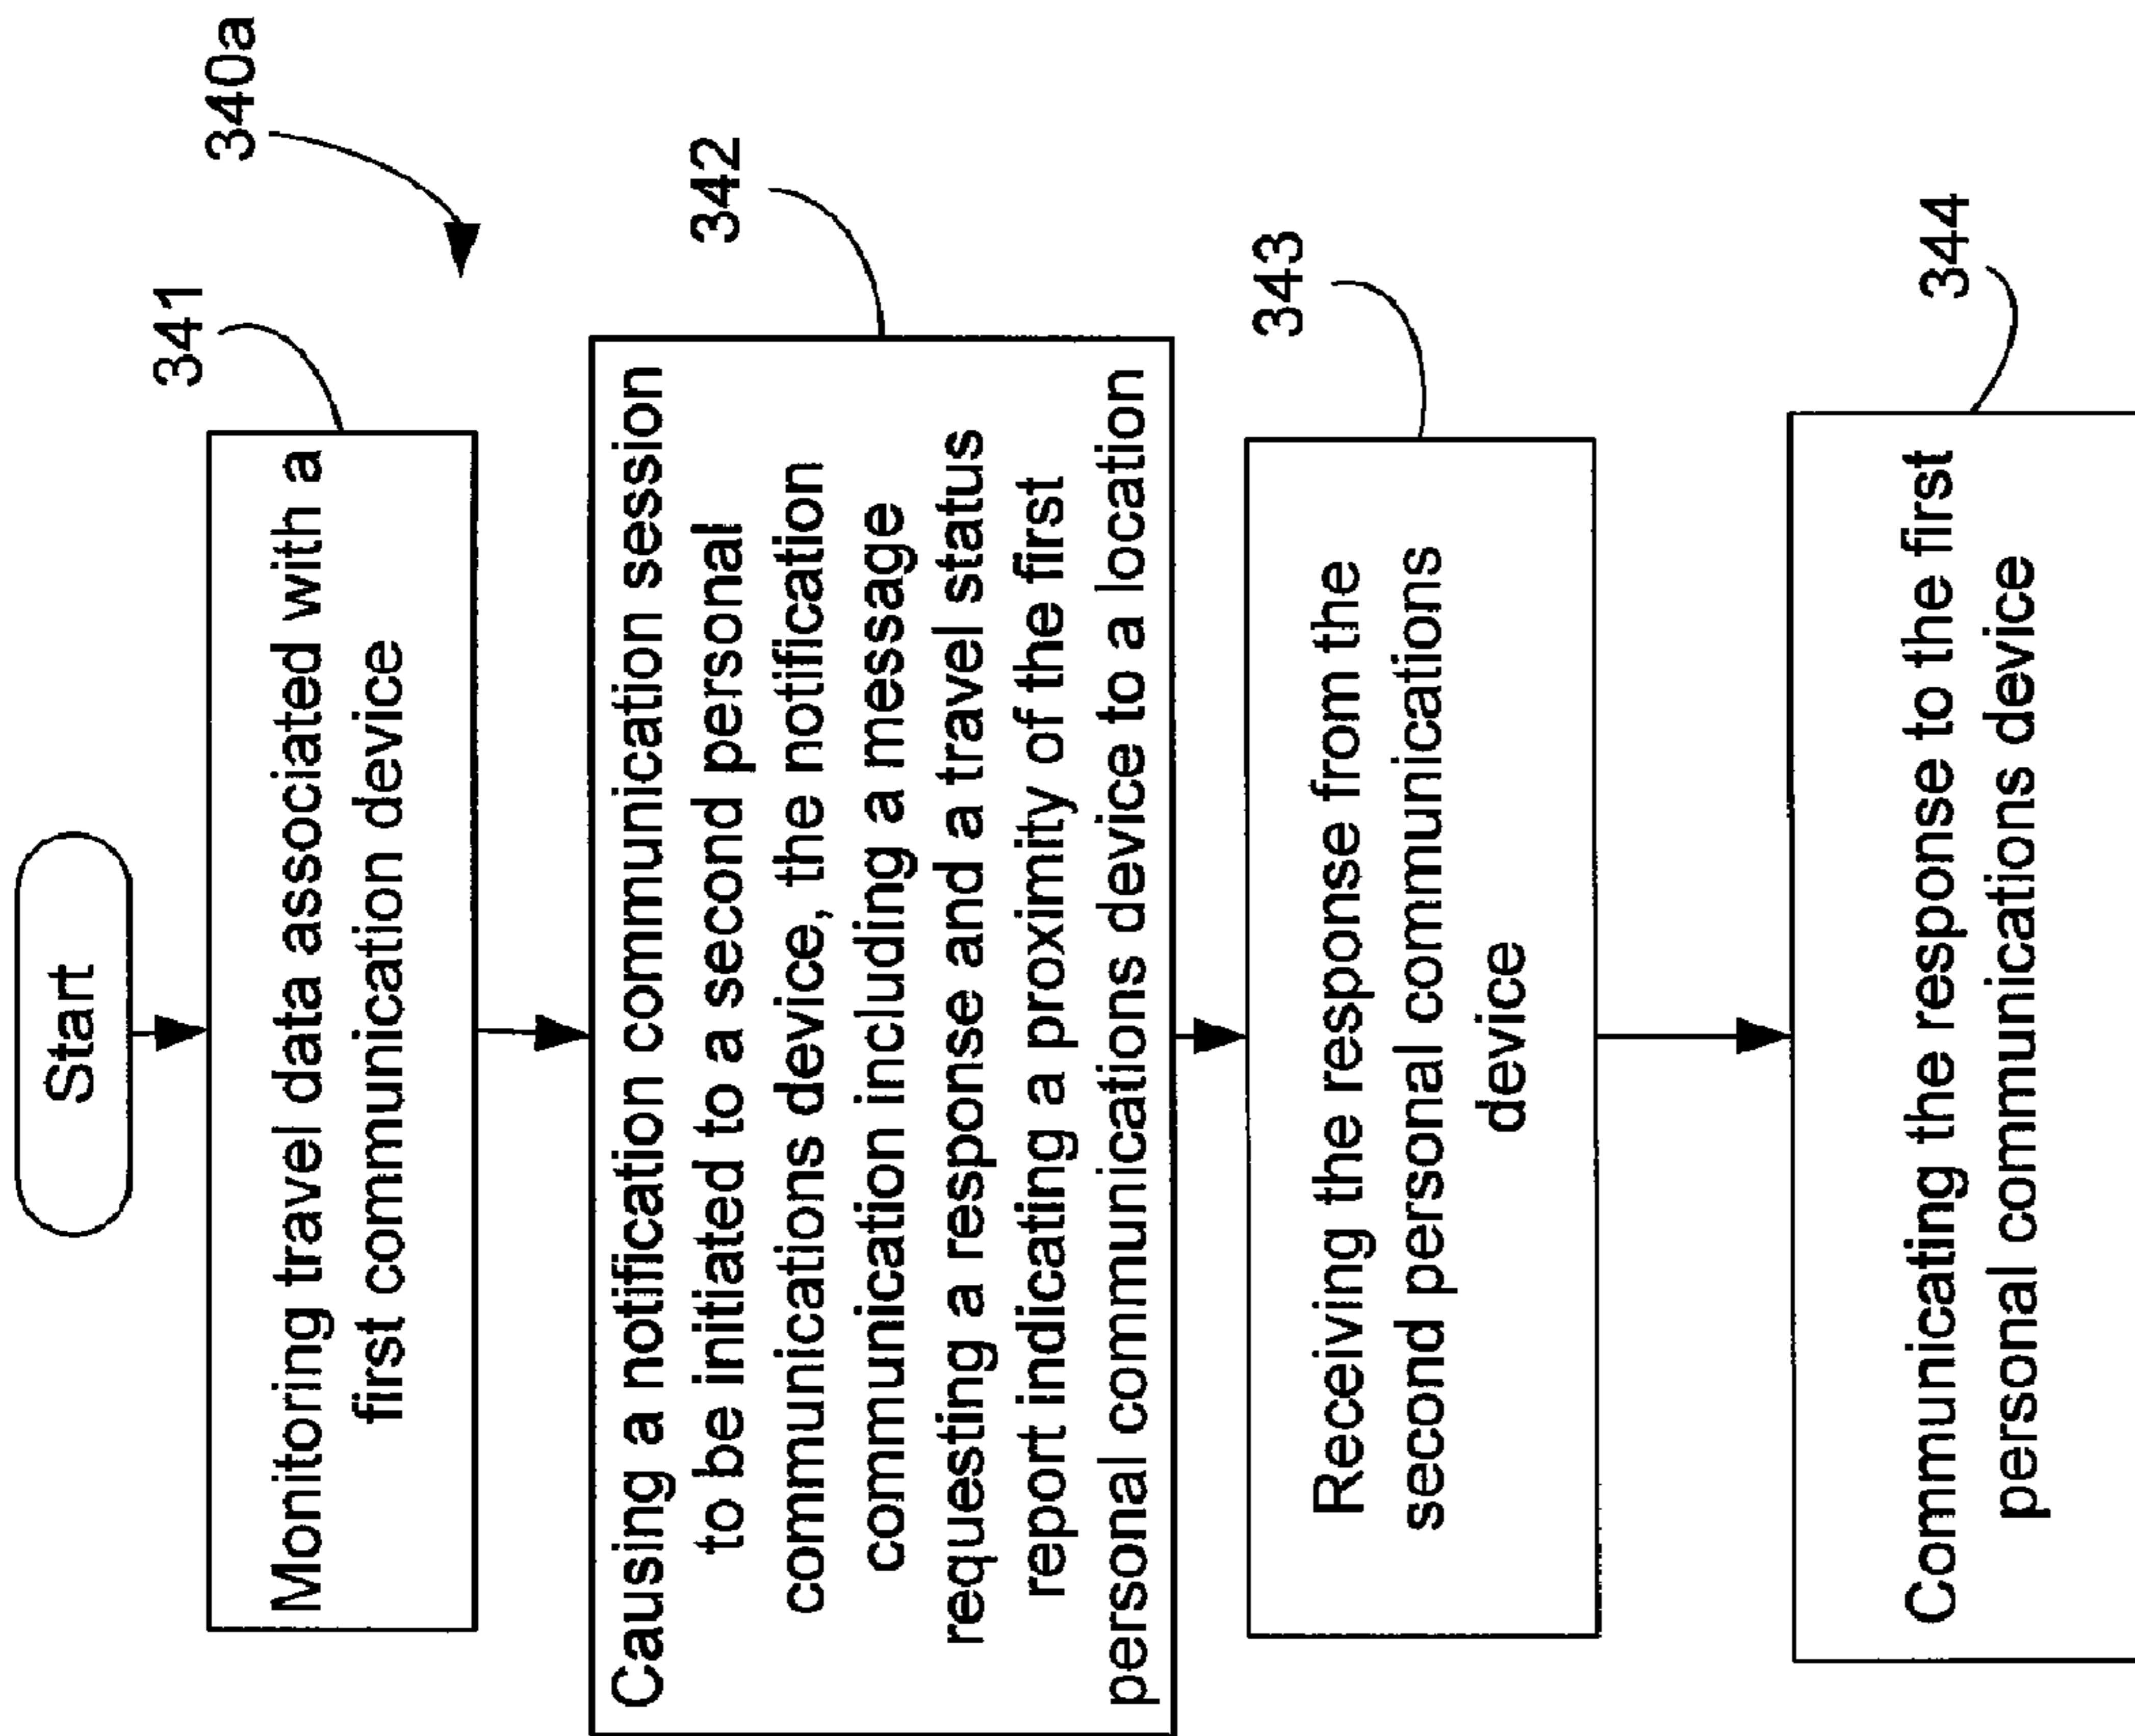 Start
340a
341
Monitoring travel data associated with a
first communication device
342
Causing a notification communication session
to be initiated to a second personal
communications device, the notification
communication including a message
requesting a response and a travel status
report indicating a proximity of the first
personal communications device to a location
343
Receiving the response from the
second personal communications
device
344
Communicating the response to the first
personal communications device